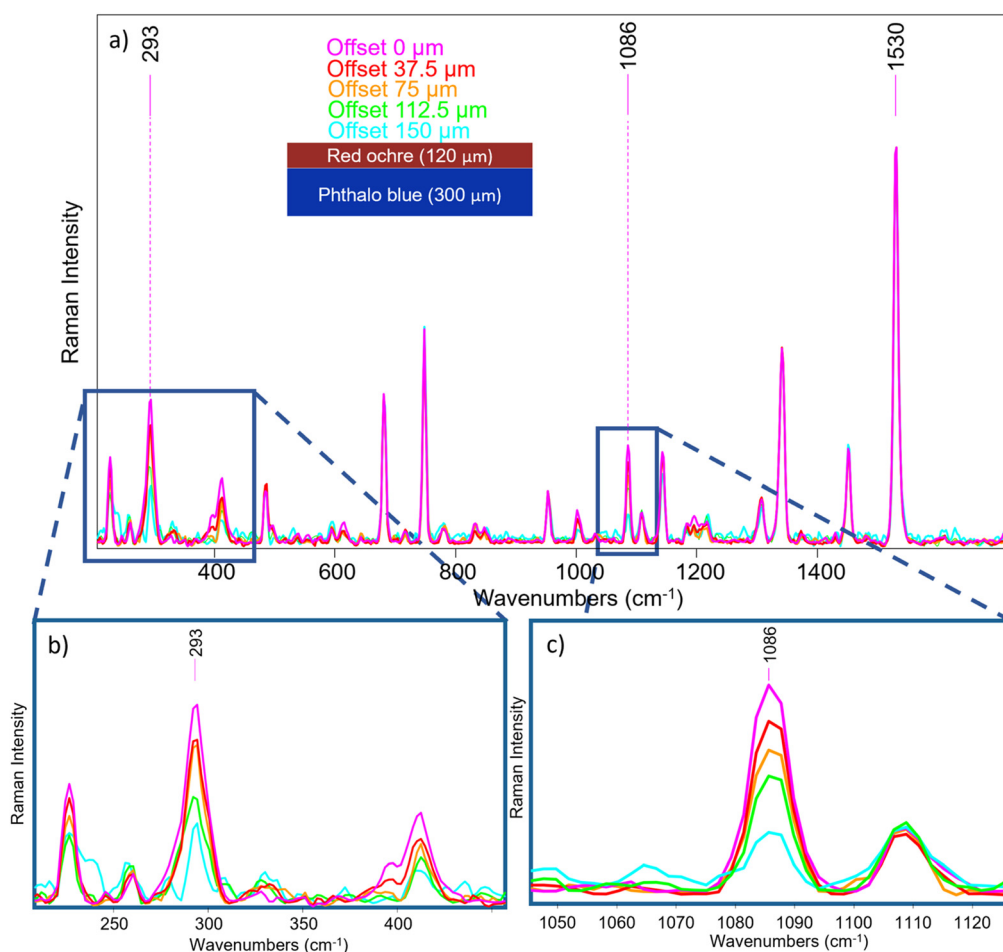 a)
293
1086
1530
Offset 0 µm
Offset 37.5 µm
Offset 75 µm
Offset 112.5 µm
Offset 150 µm
Red ochre (120 µm)
Phthalo blue (300 µm)
Raman Intensity
400
600
800
1000
1200
1400
Wavenumbers (cm-1)
b)
293
Raman Intensity
250
300
350
400
Wavenumbers (cm-1)
c)
1086
Raman Intensity
1050
1060
1070
1080
1090
1100
1110
1120
Wavenumbers (cm-1)